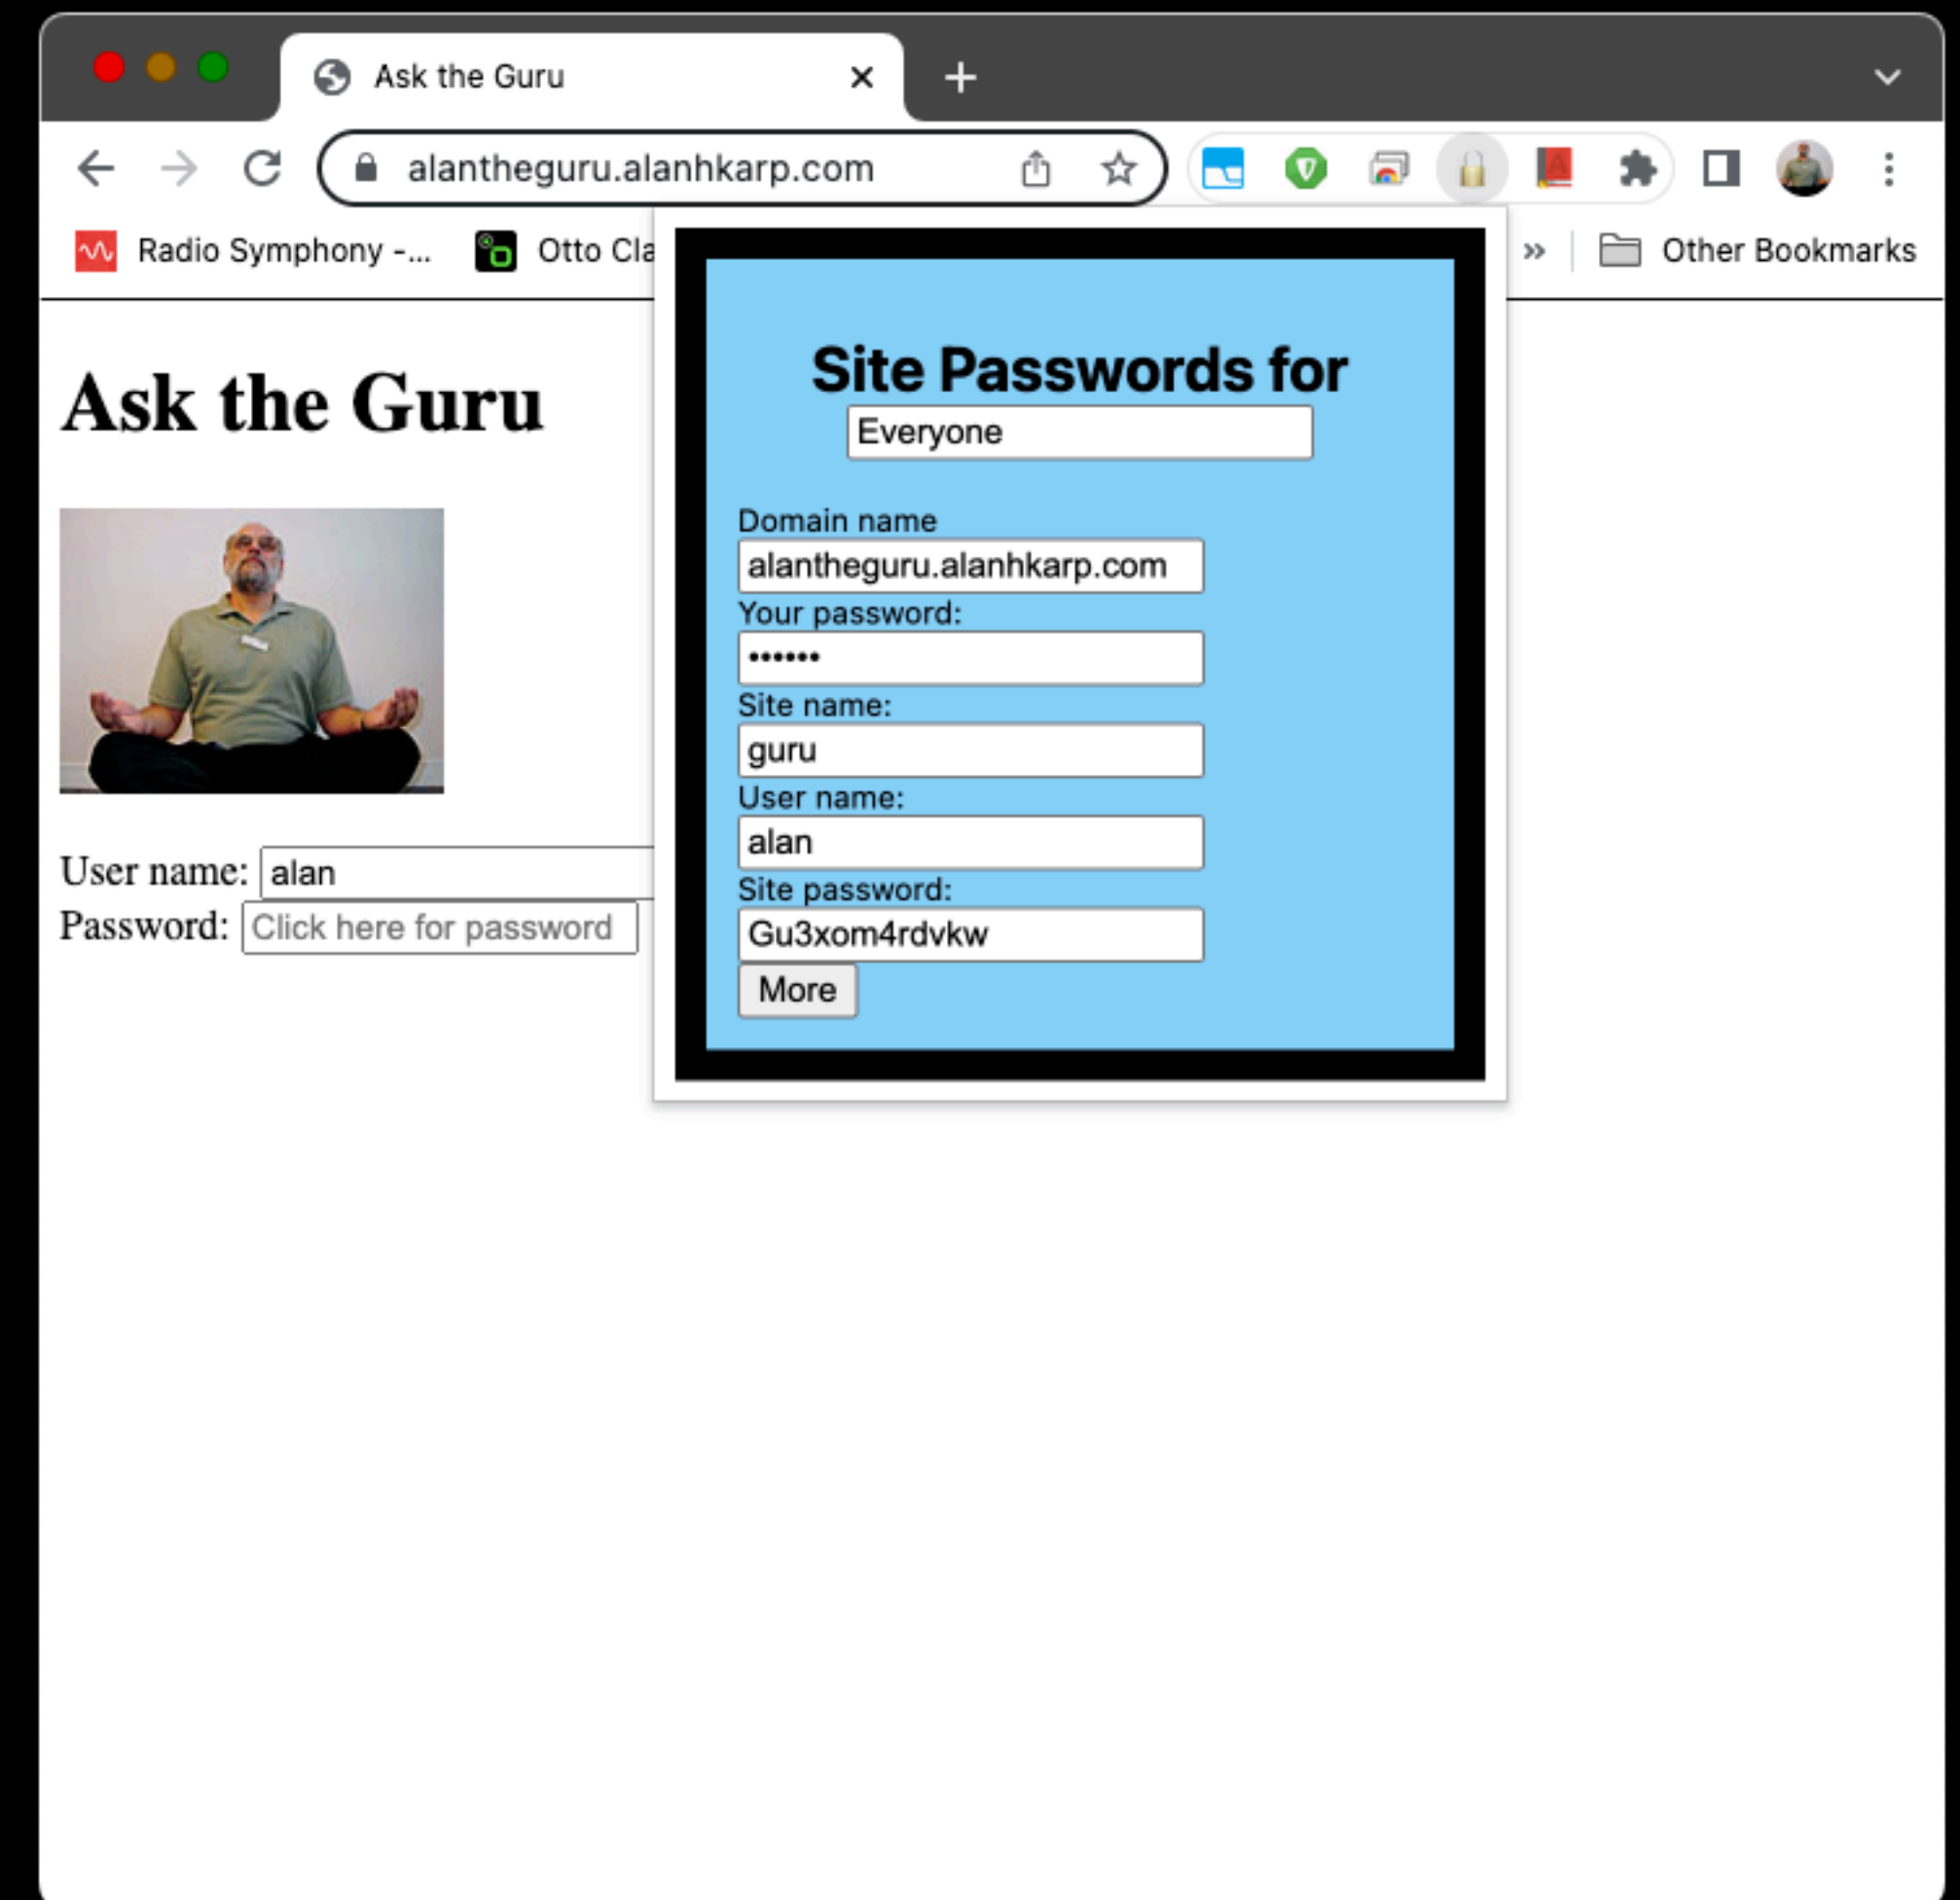 Ask the Guru
alantheguru.alanhkarp.com
Radio Symphony -...
Otto Cla
Other Bookmarks
Ask the Guru
User name: alan
Password: Click here for password
Site Passwords for
Everyone
Domain name
alantheguru.alanhkarp.com
Your password:
••••••
Site name:
guru
User name:
alan
Site password:
Gu3xom4rdvkw
More